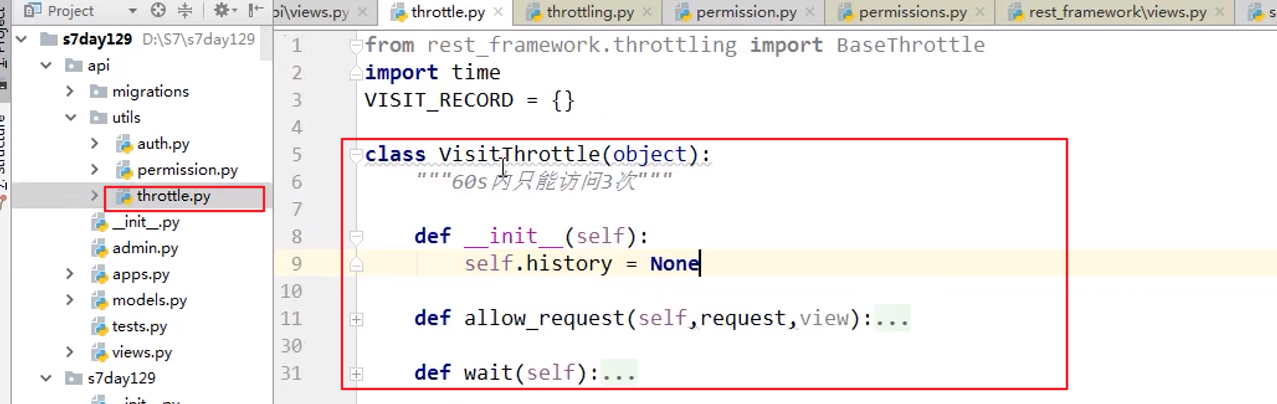 Project
s7day129 D:\S7\s7day129
api
migrations
utils
auth.py
permission.py
throttle.py
__init__.py
admin.py
apps.py
models.py
tests.py
views.py
s7day129
__init__.py
pi\views.py throttle.py throttling.py permission.py permissions.py rest_framework\views.py
1 from rest_framework.throttling import BaseThrottle
2 import time
3 VISIT_RECORD = {}
4
5 class VisitThrottle(object):
6 """60s内只能访问3次"""
7
8 def __init__(self):
9 self.history = None
10
11 def allow_request(self,request,view):...
30
31 def wait(self):...